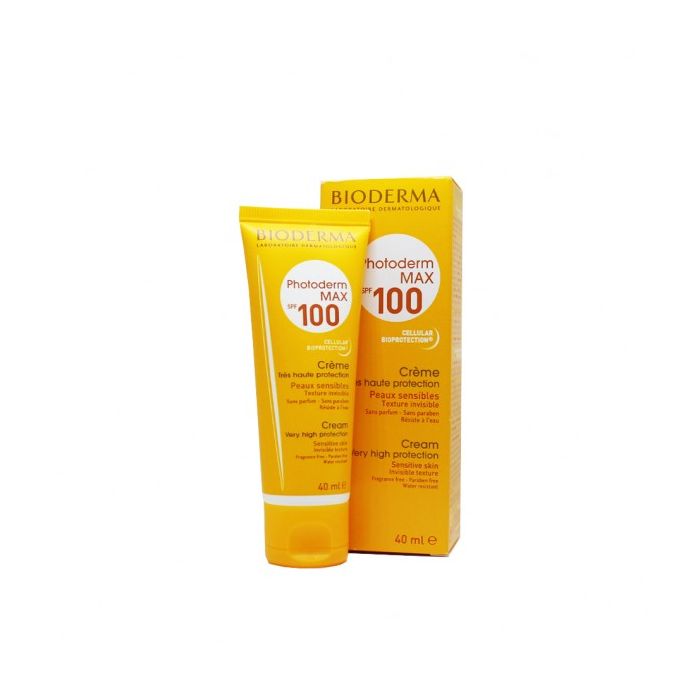 BIODERMA
LABORATOIRE DERMATOLOGIQUE
Photoderm
MAX
SPF 100
CELLULAR
BIOPROTECTION®
Crème
Très haute protection
Peaux sensibles
Texture invisible
Sans parfum - Sans paraben
Résiste à l'eau
Cream
Very high protection
Sensitive skin
Invisible texture
Fragrance free - Paraben free
Water resistant
40 ml e
BIODERMA
LABORATOIRE DERMATOLOGIQUE
Photoderm
MAX
SPF 100
CELLULAR
BIOPROTECTION®
Crème
ès haute protection
Peaux sensibles
Texture invisible
Sans parfum - Sans paraben
Résiste à l'eau
Cream
ery high protection
Sensitive skin
Invisible texture
Fragrance free - Paraben free
Water resistant
40 ml e